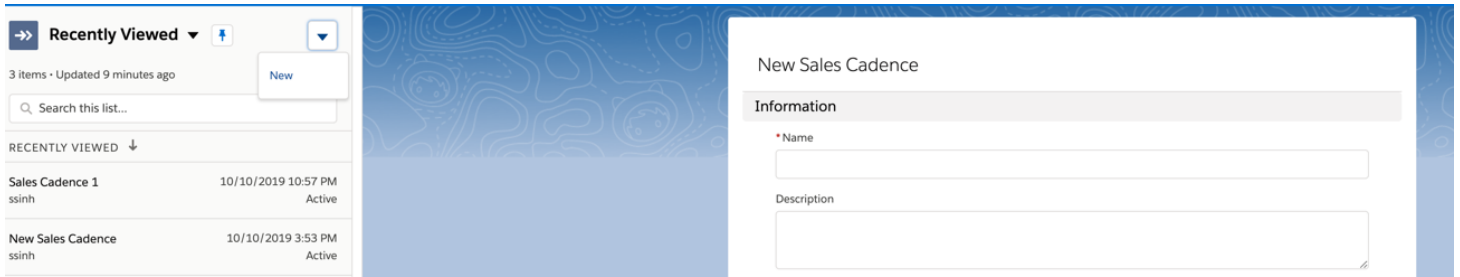 Recently Viewed
New
3 items • Updated 9 minutes ago
Search this list...
RECENTLY VIEWED
Sales Cadence 1 10/10/2019 10:57 PM
ssinh Active
New Sales Cadence 10/10/2019 3:53 PM
ssinh Active
New Sales Cadence
Information
*Name
Description